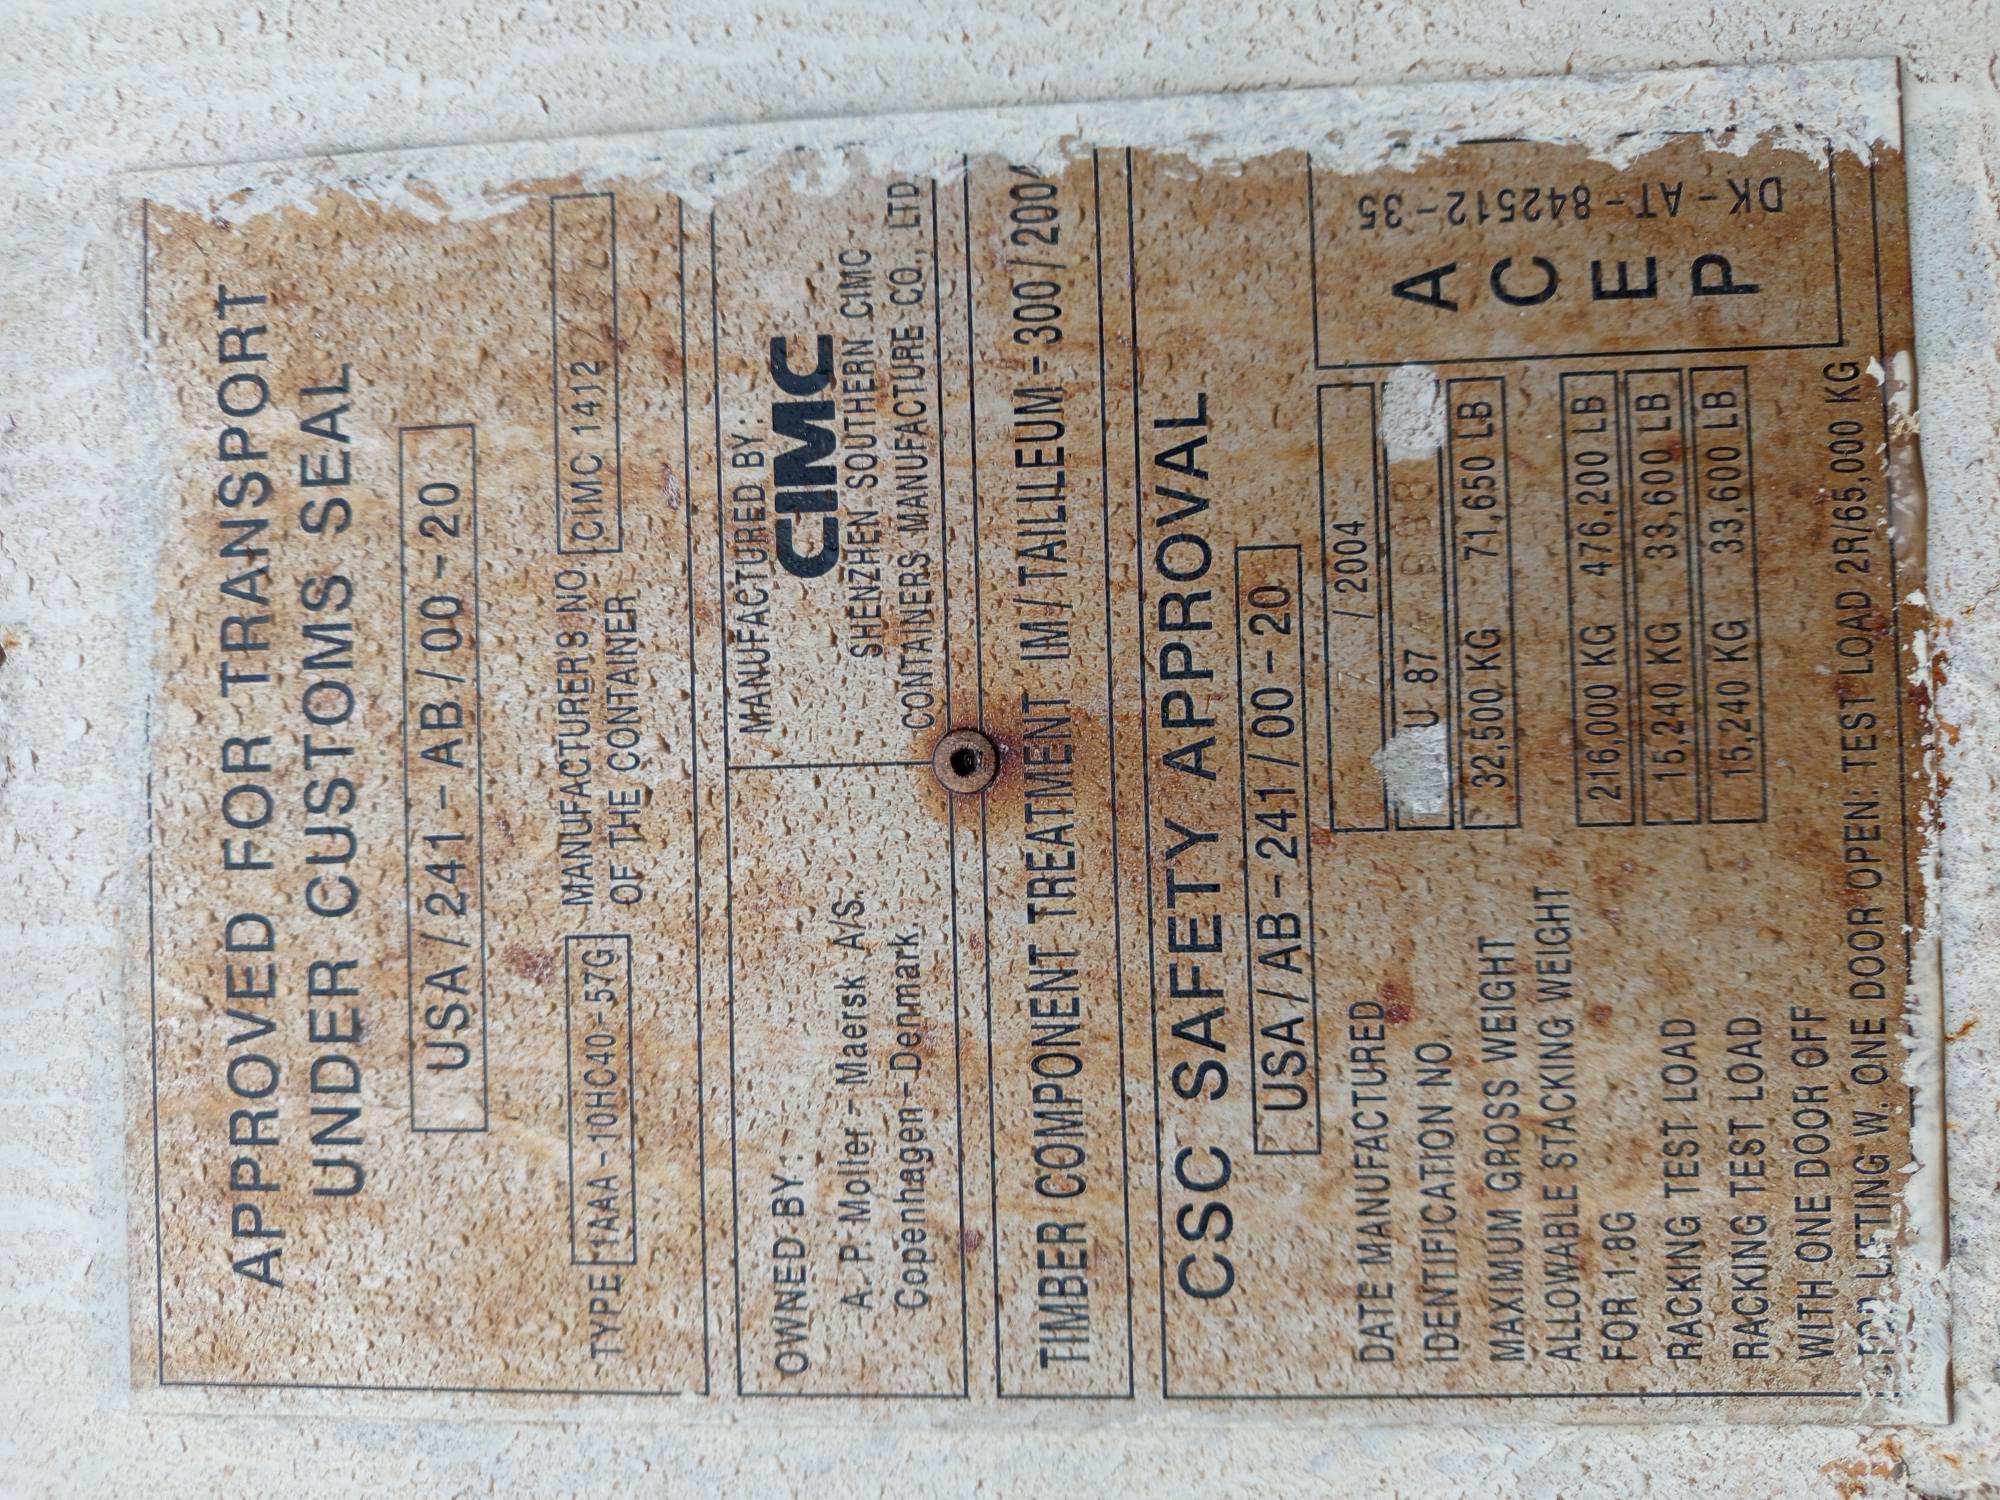 APPROVED FOR TRANSPORT
UNDER CUSTOMS SEAL
USA/241-AB/00-20
TYPE 1AAA-10HC40-57G MANUFACTURER'S NO. CIMC 1412
OF THE CONTAINER
OWNED BY:
A. P. Moller - Maersk A/S.
Copenhagen - Denmark.
MANUFACTURED BY:
CIMC
SHENZHEN SOUTHERN CIMC
CONTAINERS MANUFACTURE CO., LTD.
TIMBER COMPONENT TREATMENT IM/TAILLEUM-300/2004
CSC SAFETY APPROVAL
USA/AB-241/00-20
DATE MANUFACTURED /2004
IDENTIFICATION NO. U 87
MAXIMUM GROSS WEIGHT 32,500 KG 71,650 LB
ALLOWABLE STACKING WEIGHT
FOR 1.8G 216,000 KG 476,200 LB
RACKING TEST LOAD 15,240 KG 33,600 LB
RACKING TEST LOAD 15,240 KG 33,600 LB
WITH ONE DOOR OFF
FOR LIFTING W. ONE DOOR OPEN: TEST LOAD 2R/65,000 KG
A
C
E
P
DK-AT-842512-35